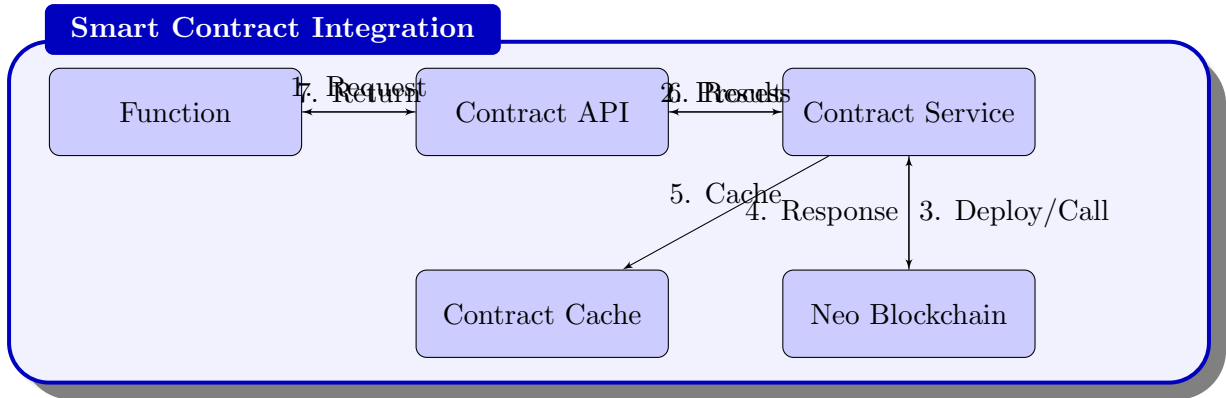 Smart Contract Integration
Function
1. Request
7. Return
Contract API
2. Process
6. Result
Contract Service
5. Cache
4. Response
3. Deploy/Call
Contract Cache
Neo Blockchain